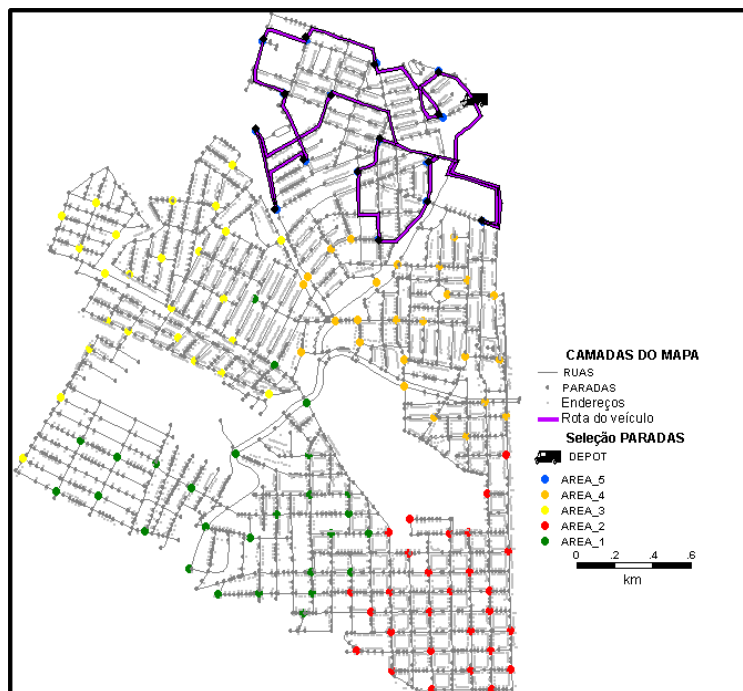 CAMADAS DO MAPA
RUAS
PARADAS
Endereços
Rota do veículo
Seleção PARADAS
DEPOT
AREA_5
AREA_4
AREA_3
AREA_2
AREA_1
0 .2 .4 .6
km